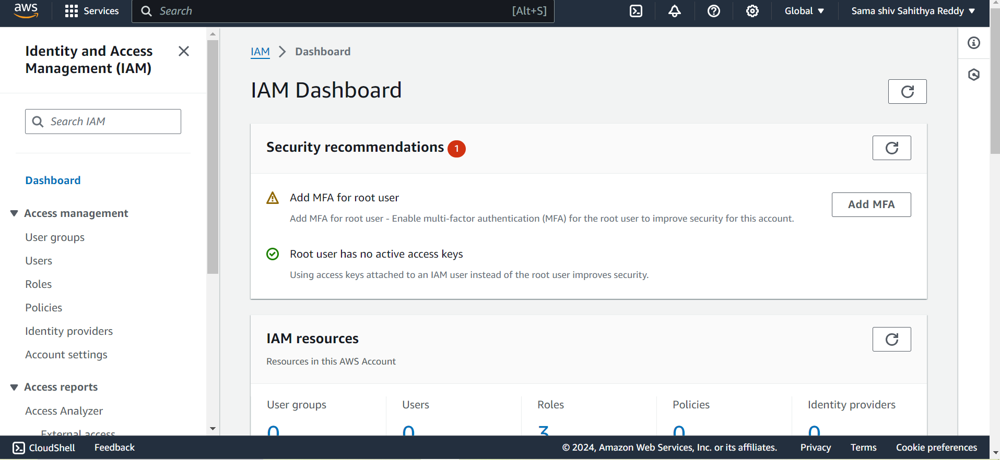 aws
Services
Search
[Alt+S]
Global
Sama shiv Sahithya Reddy
Identity and Access
Management (IAM)
Search IAM
Dashboard
Access management
User groups
Users
Roles
Policies
Identity providers
Account settings
Access reports
Access Analyzer
External access
IAM
Dashboard
IAM Dashboard
Security recommendations 1
Add MFA for root user
Add MFA for root user - Enable multi-factor authentication (MFA) for the root user to improve security for this account.
Add MFA
Root user has no active access keys
Using access keys attached to an IAM user instead of the root user improves security.
IAM resources
Resources in this AWS Account
User groups
0
Users
0
Roles
3
Policies
0
Identity providers
0
CloudShell
Feedback
© 2024, Amazon Web Services, Inc. or its affiliates.
Privacy
Terms
Cookie preferences